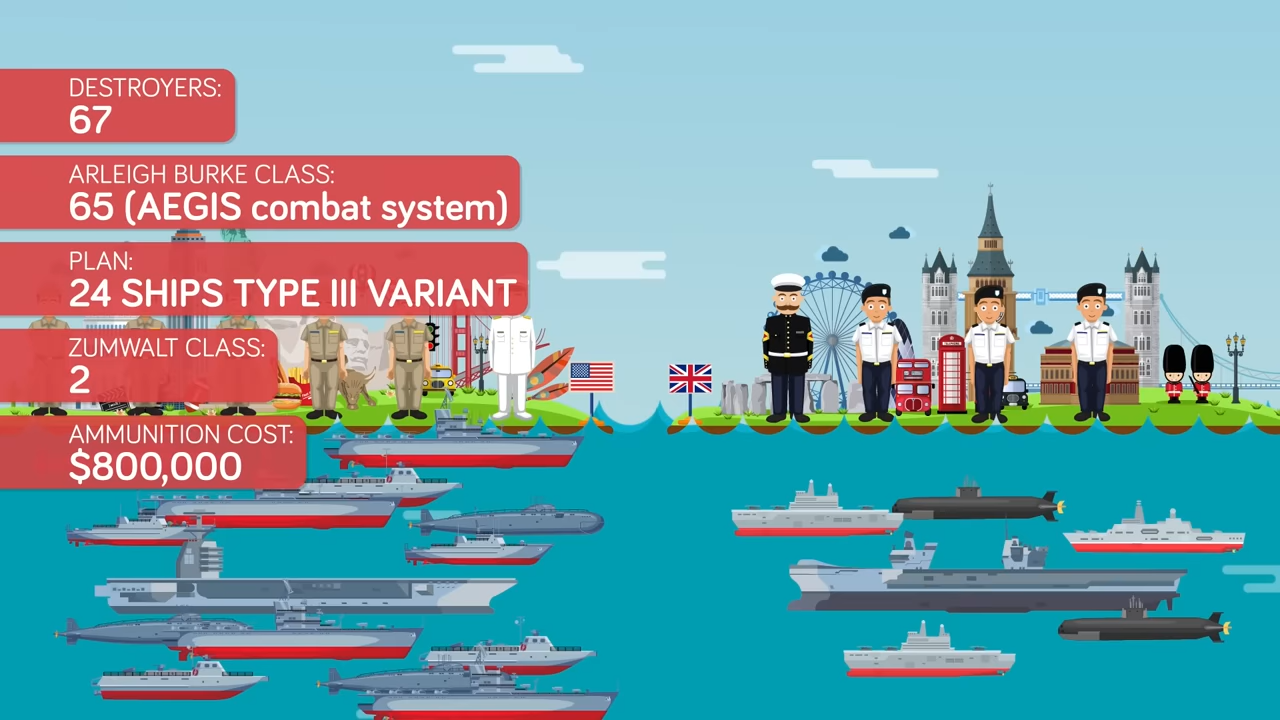 DESTROYERS:
67
ARLEIGH BURKE CLASS:
65 (AEGIS combat system)
PLAN:
24 SHIPS TYPE III VARIANT
ZUMWALT CLASS:
2
AMMUNITION COST:
$800,000